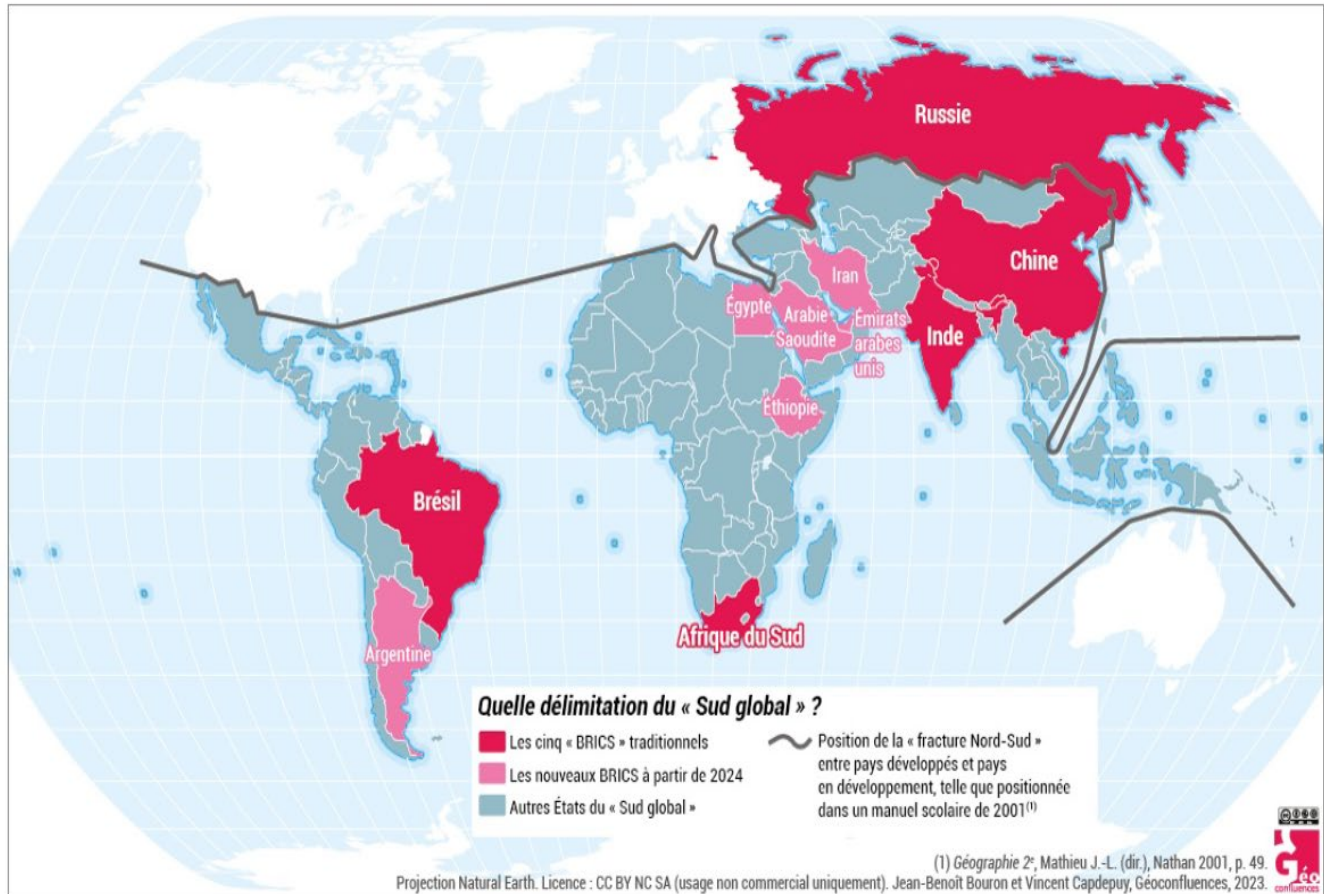 Russie
Chine
Iran
Égypte
Arabie
Saoudite
Émirats
arabes
unis
Inde
Éthiopie
Brésil
Afrique du Sud
Argentine
Quelle délimitation du « Sud global » ?
Les cinq « BRICS » traditionnels
Les nouveaux BRICS à partir de 2024
Autres États du « Sud global »
Position de la « fracture Nord-Sud »
entre pays développés et pays
en développement, telle que positionnée
dans un manuel scolaire de 2001(1)
(1) Géographie 2e, Mathieu J.-L. (dir.), Nathan 2001, p. 49.
Projection Natural Earth. Licence : CC BY NC SA (usage non commercial uniquement). Jean-Benoît Bouron et Vincent Capdepuy, Géoconfluences, 2023.
Géo
confluences